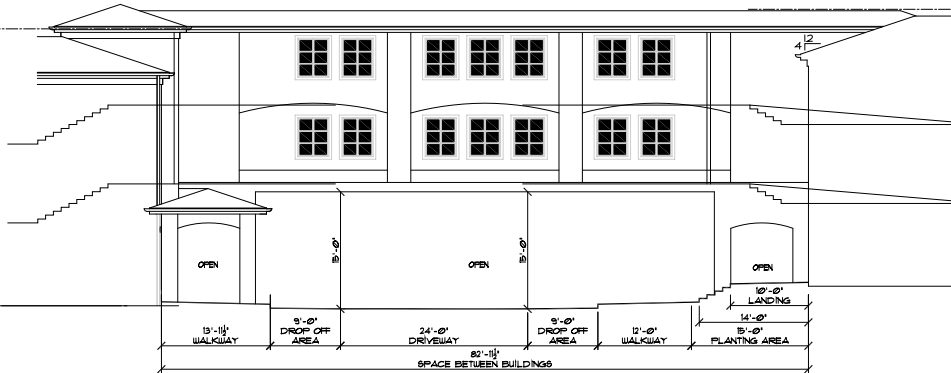 12
4
15'-0"
15'-0"
OPEN
OPEN
OPEN
10'-0"
LANDING
14'-0"
13'-11½"
WALKWAY
9'-0"
DROP OFF
AREA
24'-0"
DRIVEWAY
9'-0"
DROP OFF
AREA
12'-0"
WALKWAY
15'-0"
PLANTING AREA
82'-11½"
SPACE BETWEEN BUILDINGS